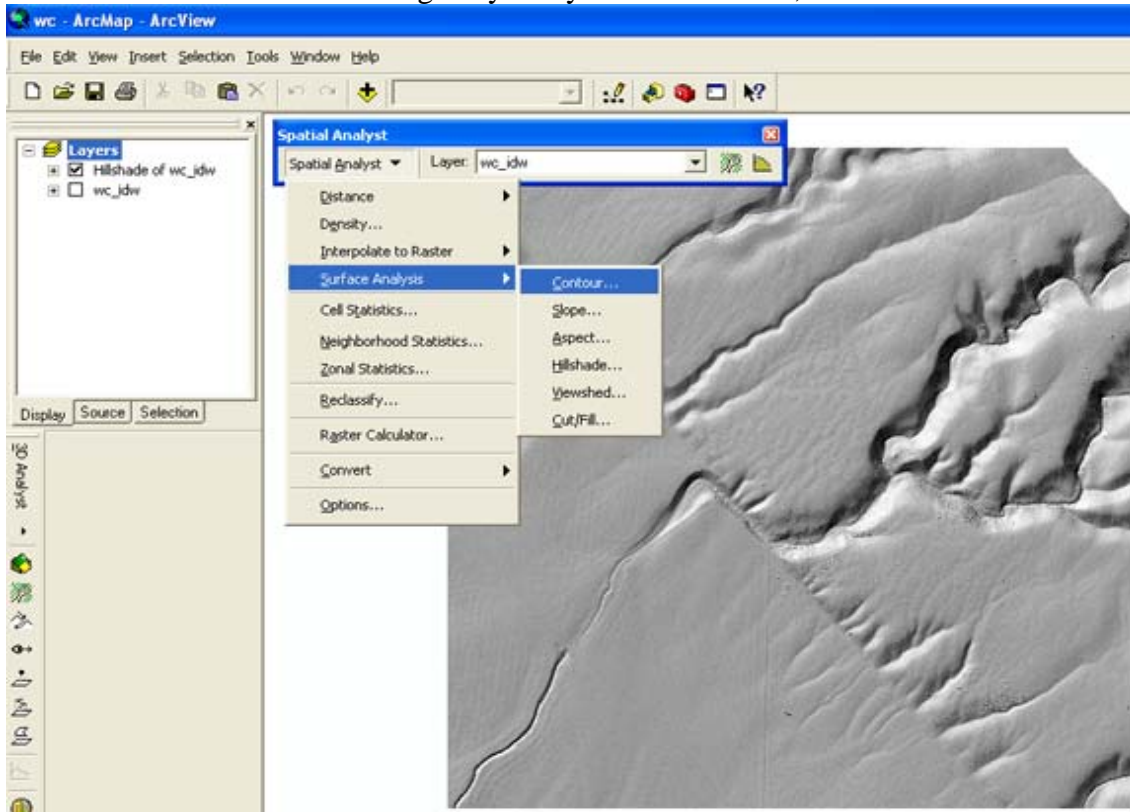 wc - ArcMap - ArcView
File Edit View Insert Selection Tools Window Help
Layers
Hillshade of wc_idw
wc_idw
Display Source Selection
3D Analyst
Spatial Analyst
Spatial Analyst Layer: wc_idw
Distance
Density...
Interpolate to Raster
Surface Analysis
Cell Statistics...
Neighborhood Statistics...
Zonal Statistics...
Reclassify...
Raster Calculator...
Convert
Options...
Contour...
Slope...
Aspect...
Hillshade...
Viewshed...
Cut/Fill...